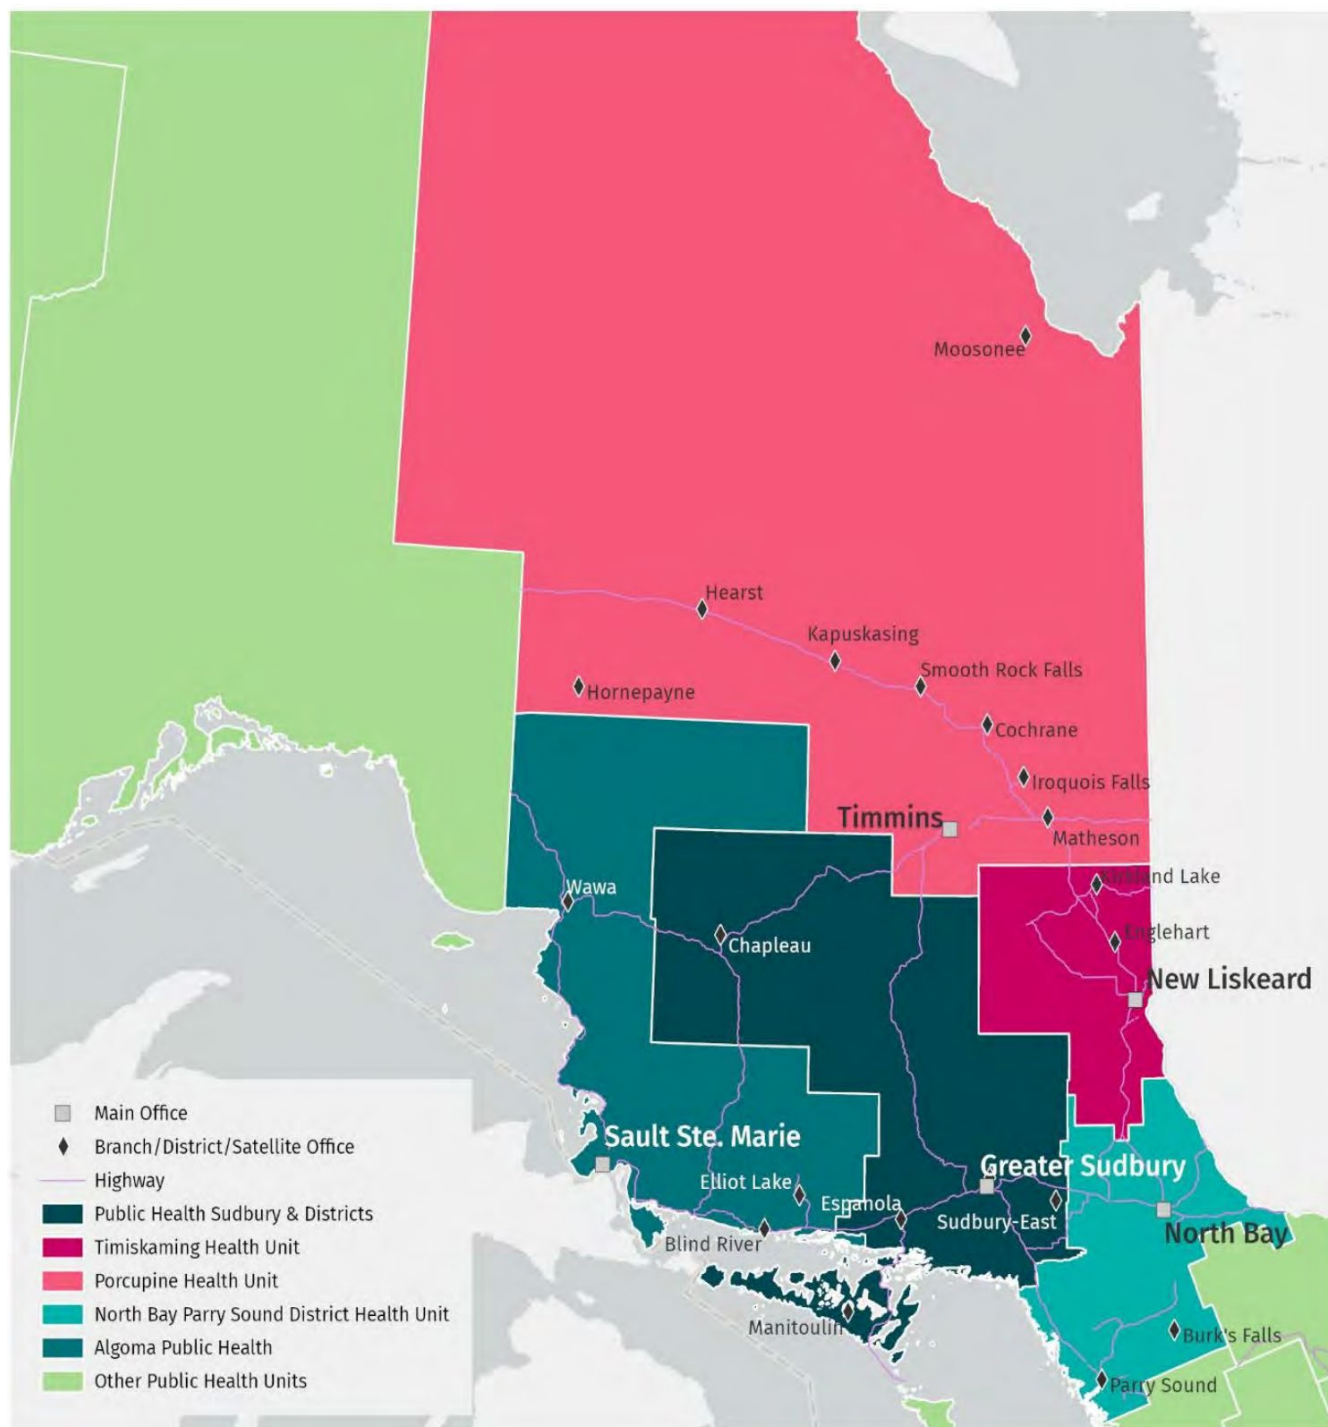 Moosonee
Hearst
Kapuskasing
Smooth Rock Falls
Hornepayne
Cochrane
Iroquois Falls
Timmins
Matheson
Kirkland Lake
Wawa
Chapleau
Englehart
New Liskeard
Sault Ste. Marie
Greater Sudbury
Elliot Lake
Espanola
Sudbury-East
North Bay
Blind River
Manitoulin
Burk's Falls
Parry Sound
Main Office
Branch/District/Satellite Office
Highway
Public Health Sudbury & Districts
Timiskaming Health Unit
Porcupine Health Unit
North Bay Parry Sound District Health Unit
Algoma Public Health
Other Public Health Units